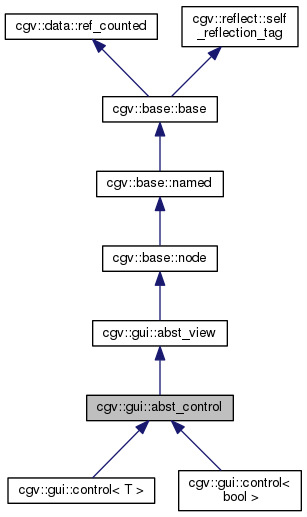 cgv::data::ref_counted
cgv::reflect::self
_reflection_tag
cgv::base::base
cgv::base::named
cgv::base::node
cgv::gui::abst_view
cgv::gui::abst_control
cgv::gui::control< T >
cgv::gui::control<
bool >